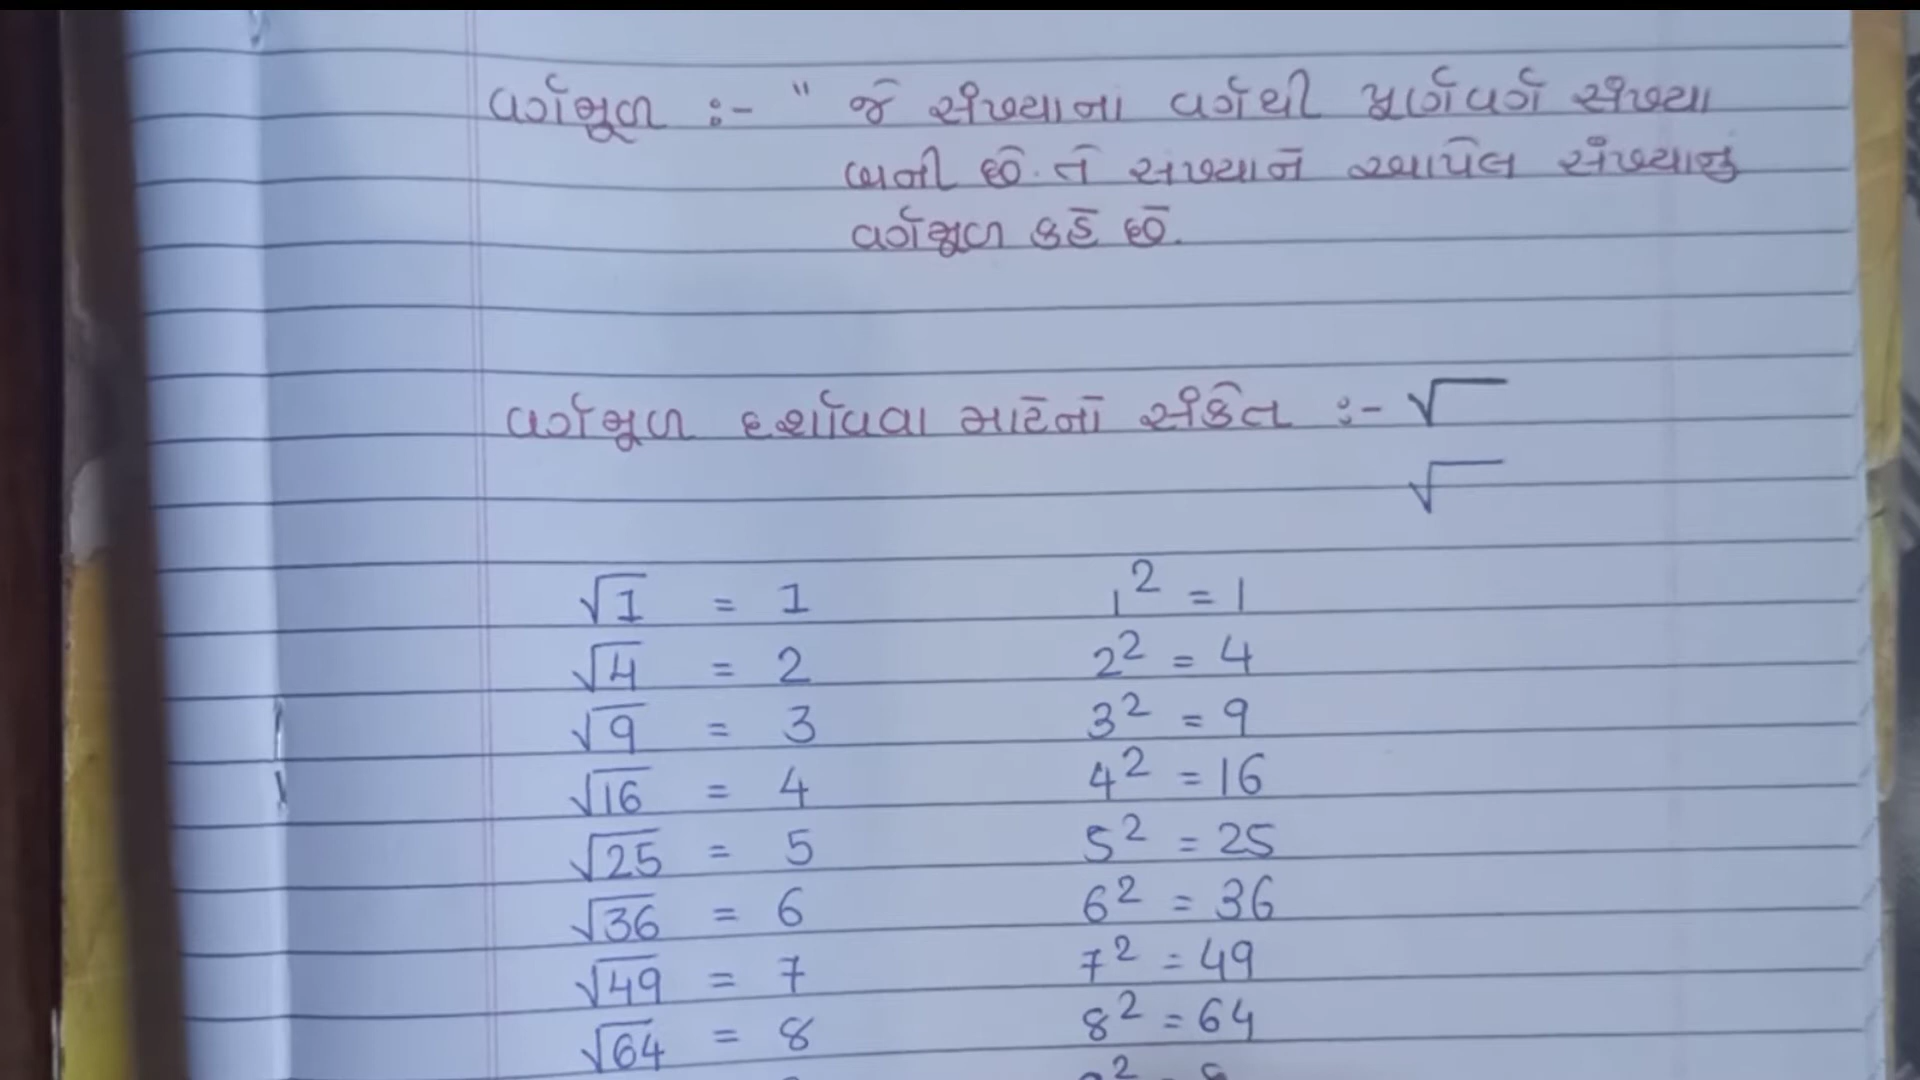 વર્ગમૂળ :- " જે સંખ્યાના વર્ગથી પૂર્ણવર્ગ સંખ્યા
બની છે. તે સખ્યાને આપેલ સંખ્યાનું
વર્ગમૂળ કહે છે.
વર્ગમૂળ દર્શાવવા માટેનો સંકેત :- √
√
√1 = 1 1² = 1
√4 = 2 2² = 4
√9 = 3 3² = 9
√16 = 4 4² = 16
√25 = 5 5² = 25
√36 = 6 6² = 36
√49 = 7 7² = 49
√64 = 8 8² = 64